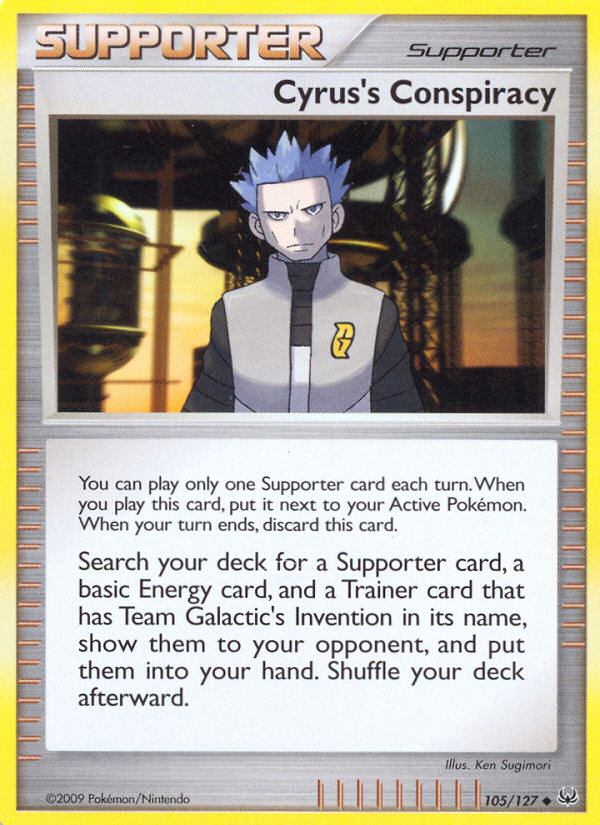 SUPPORTER
Supporter
Cyrus's Conspiracy
G
You can play only one Supporter card each turn. When
you play this card, put it next to your Active Pokémon.
When your turn ends, discard this card.
Search your deck for a Supporter card, a
basic Energy card, and a Trainer card that
has Team Galactic's Invention in its name,
show them to your opponent, and put
them into your hand. Shuffle your deck
afterward.
Illus. Ken Sugimori
©2009 Pokémon/Nintendo
105/127